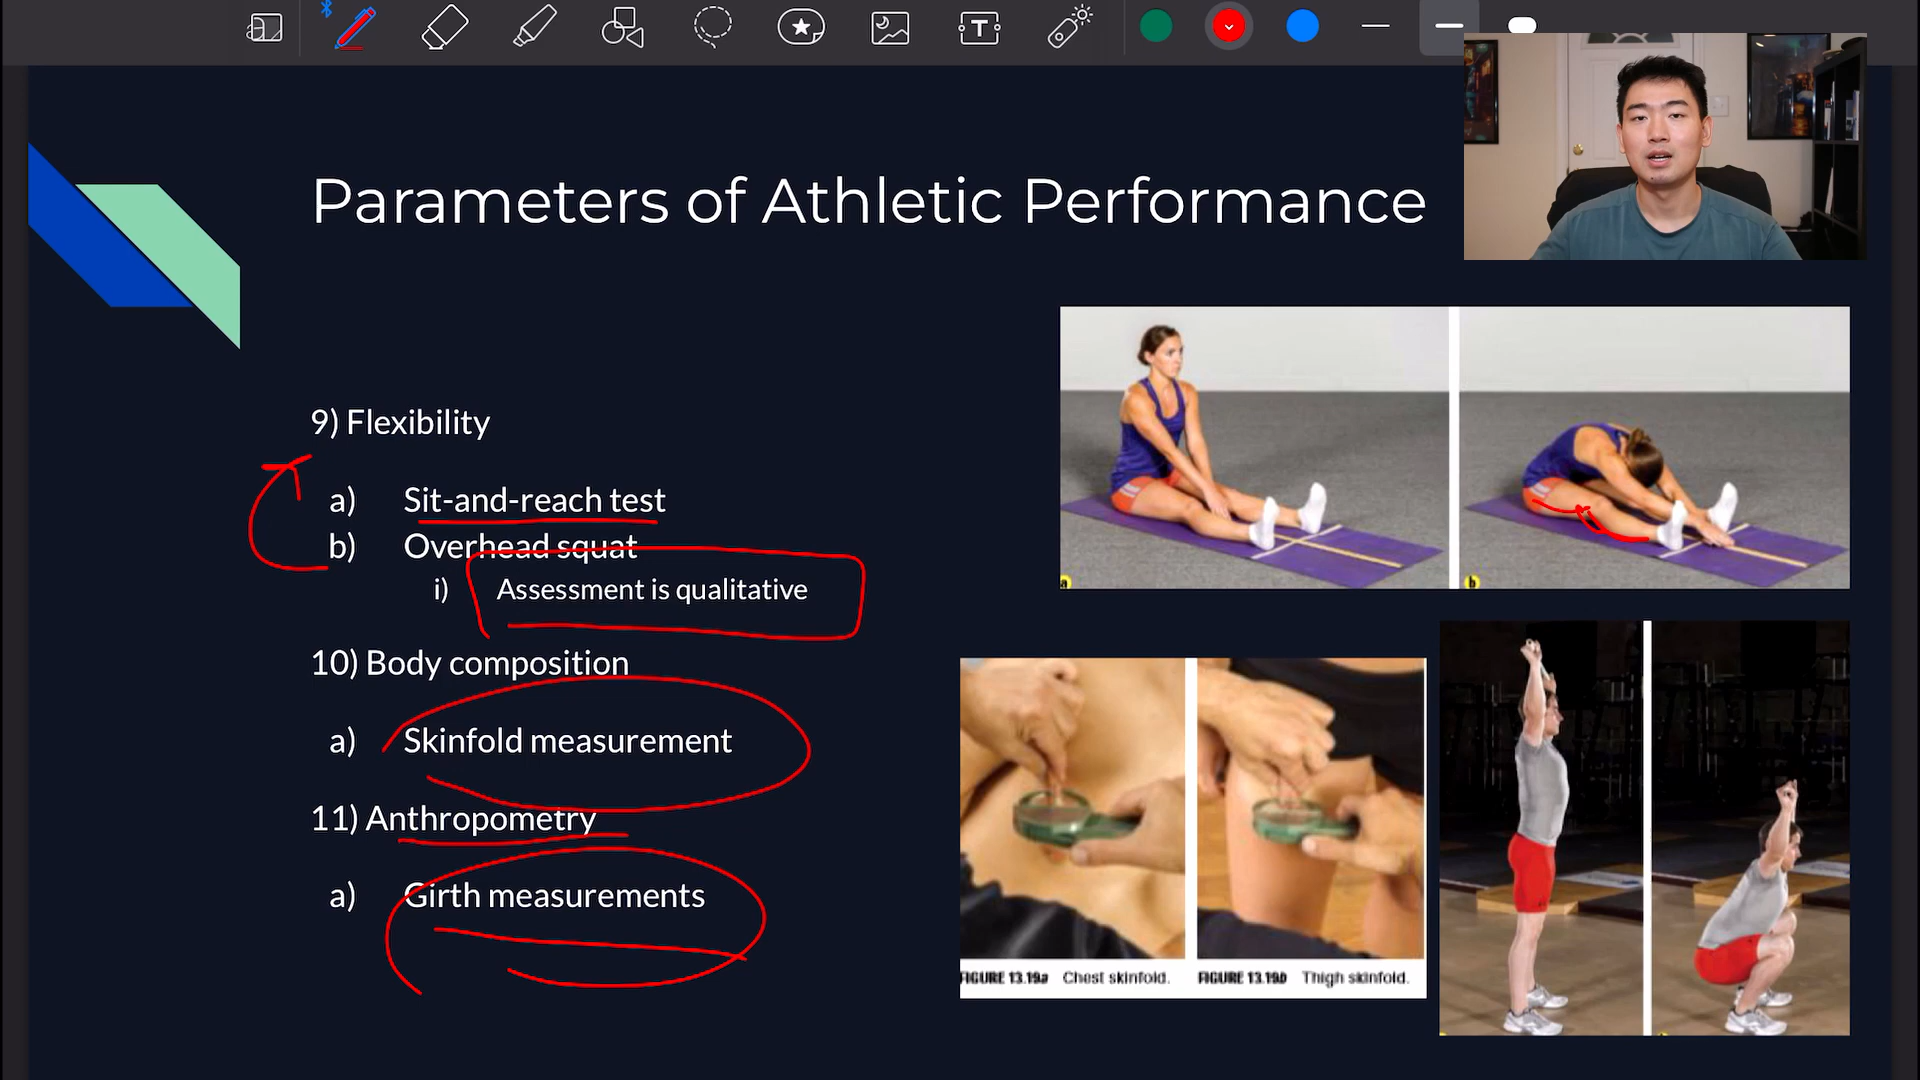 T
Parameters of Athletic Performance
9) Flexibility
a) Sit-and-reach test
b) Overhead squat
i) Assessment is qualitative
10) Body composition
a) Skinfold measurement
11) Anthropometry
a) Girth measurements
a
b
FIGURE 13.19a Chest skinfold.
FIGURE 13.19b Thigh skinfold.